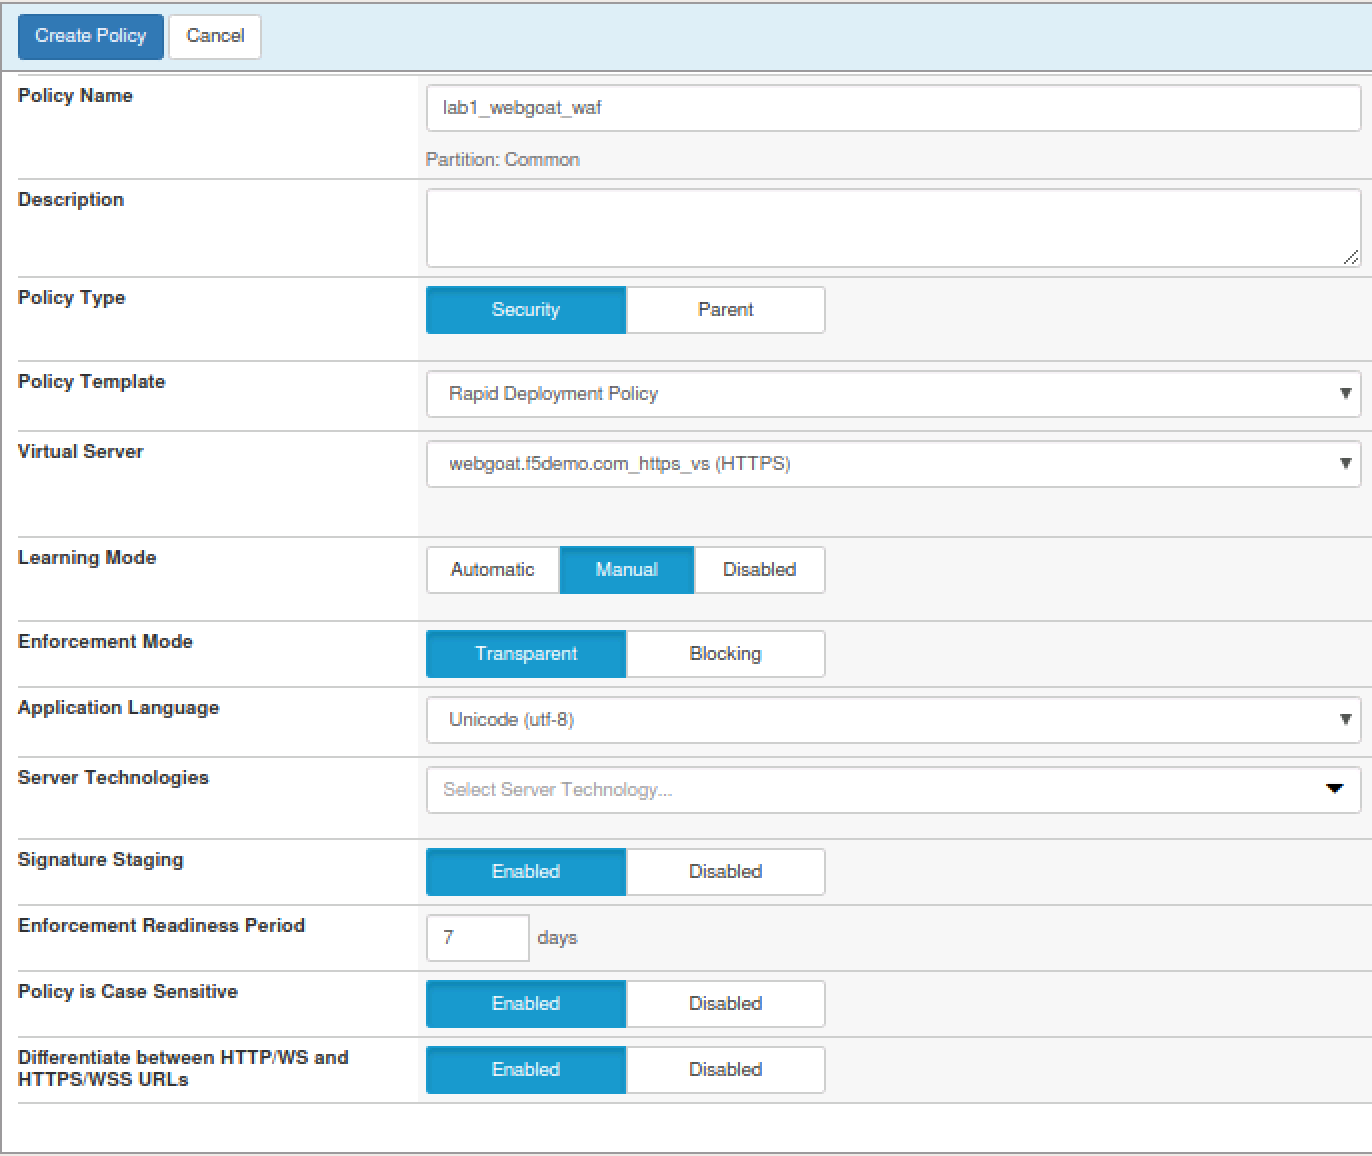 Create Policy Cancel
Policy Name
lab1_webgoat_waf
Partition: Common
Description
Policy Type
Security Parent
Policy Template
Rapid Deployment Policy
Virtual Server
webgoat.f5demo.com_https_vs (HTTPS)
Learning Mode
Automatic Manual Disabled
Enforcement Mode
Transparent Blocking
Application Language
Unicode (utf-8)
Server Technologies
Select Server Technology...
Signature Staging
Enabled Disabled
Enforcement Readiness Period
7 days
Policy is Case Sensitive
Enabled Disabled
Differentiate between HTTP/WS and
HTTPS/WSS URLs
Enabled Disabled